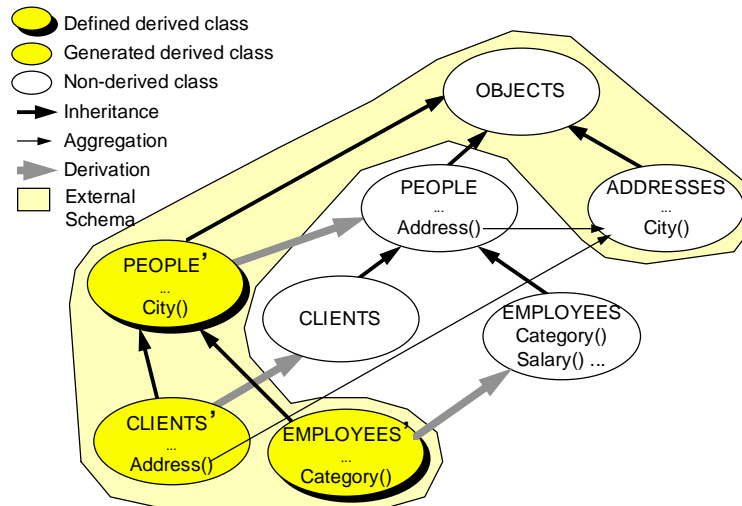 Defined derived class
Generated derived class
Non-derived class
Inheritance
Aggregation
Derivation
External
Schema
OBJECTS
PEOPLE
...
Address()
ADDRESSES
...
City()
PEOPLE’
...
City()
CLIENTS
EMPLOYEES
Category()
Salary() ...
CLIENTS’
...
Address()
EMPLOYEES’
...
Category()